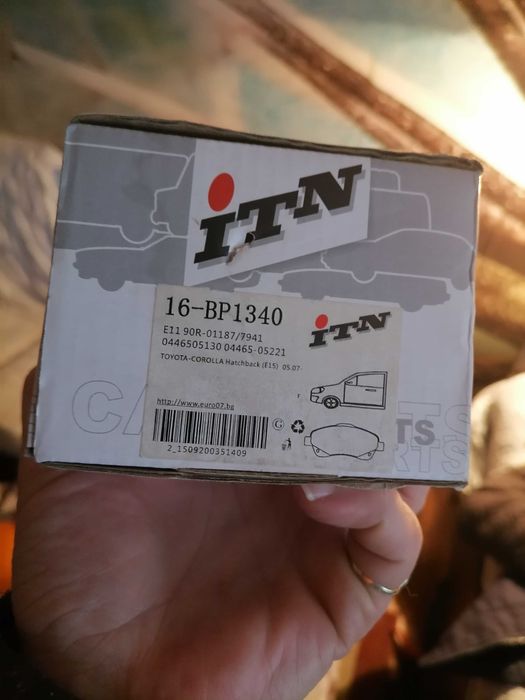 iTN
16-BP1340
iTN
E11 90R-01187/7941
0446505130 04465-05221
TOYOTA-COROLLA Hatchback (E15) 05.07-
F
http://www.euro07.bg
G
2_1509200351409